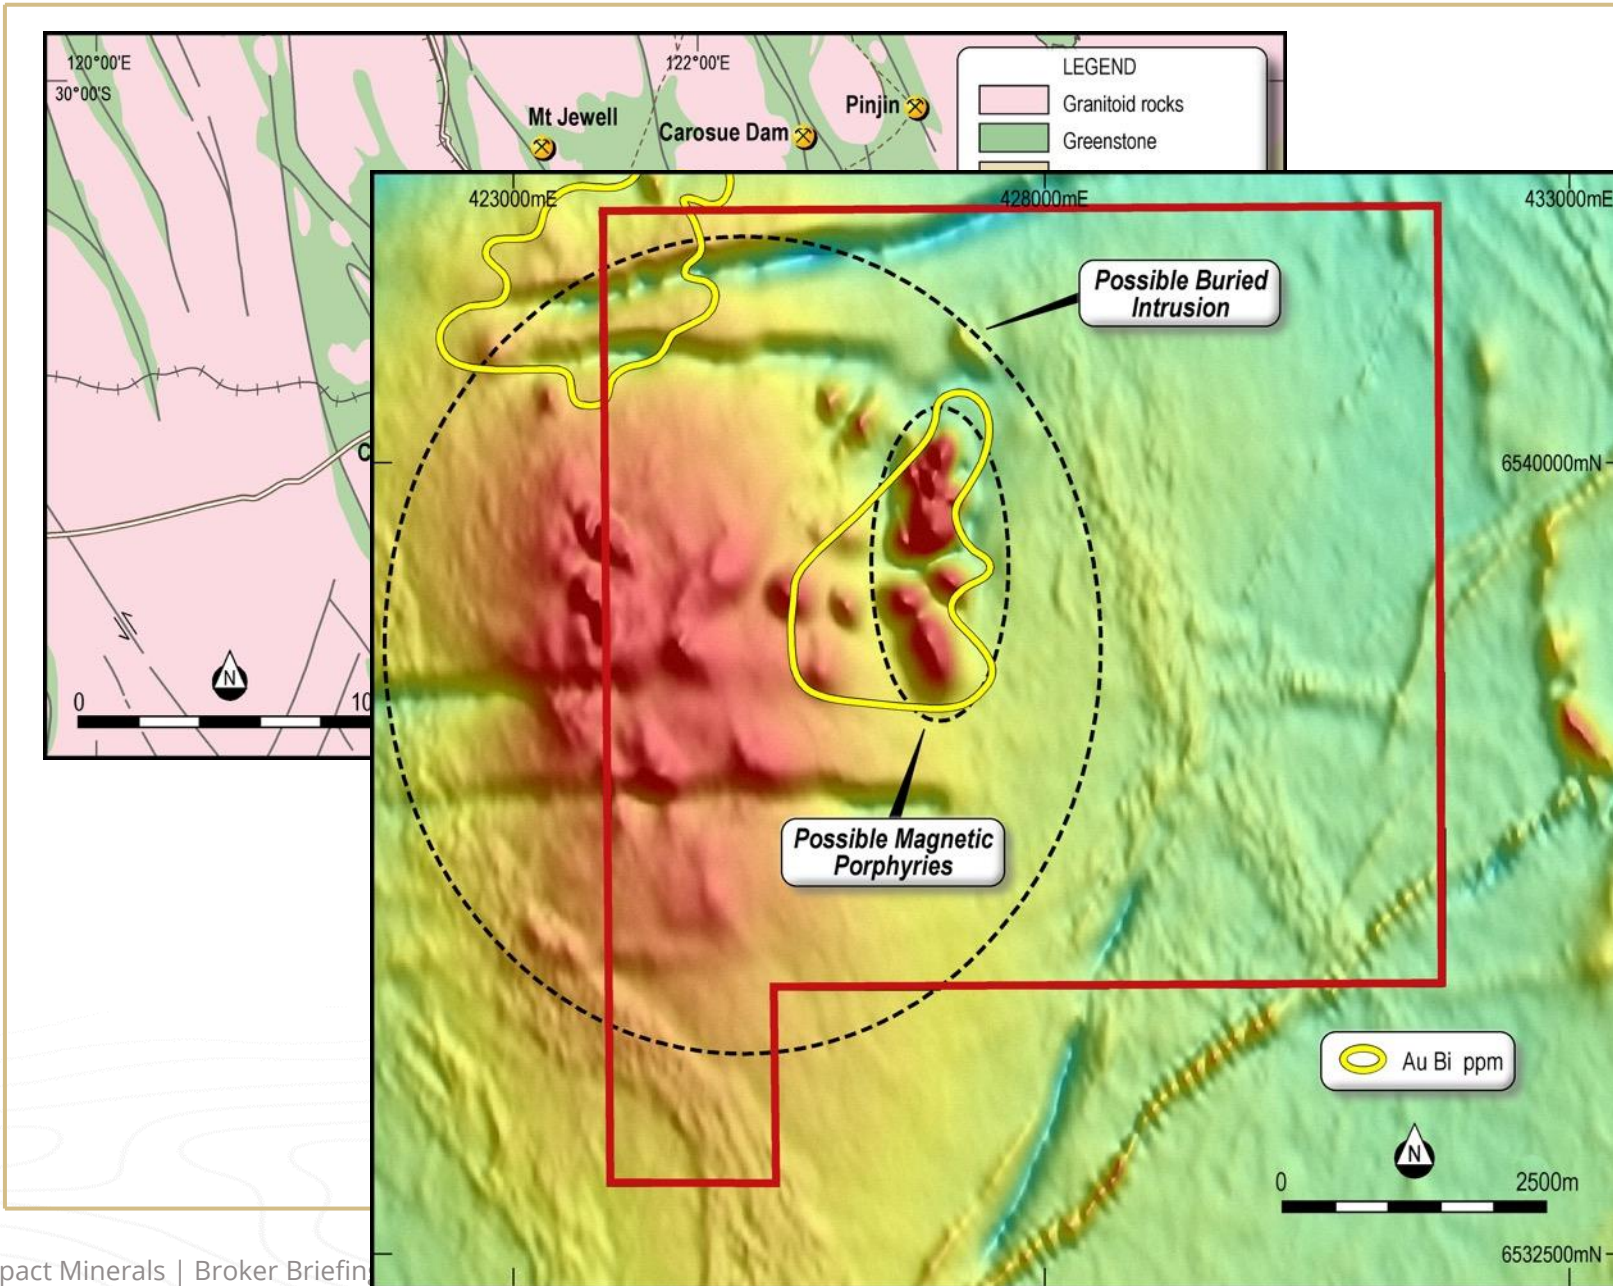 120°00'E
122°00'E
30°00'S
Mt Jewell
Carosue Dam
Pinjin
LEGEND
Granitoid rocks
Greenstone
C
N
0
10
423000mE
428000mE
433000mE
Possible Buried
Intrusion
6540000mN
Possible Magnetic
Porphyries
Au Bi ppm
N
0
2500m
6532500mN
pact Minerals | Broker Briefin